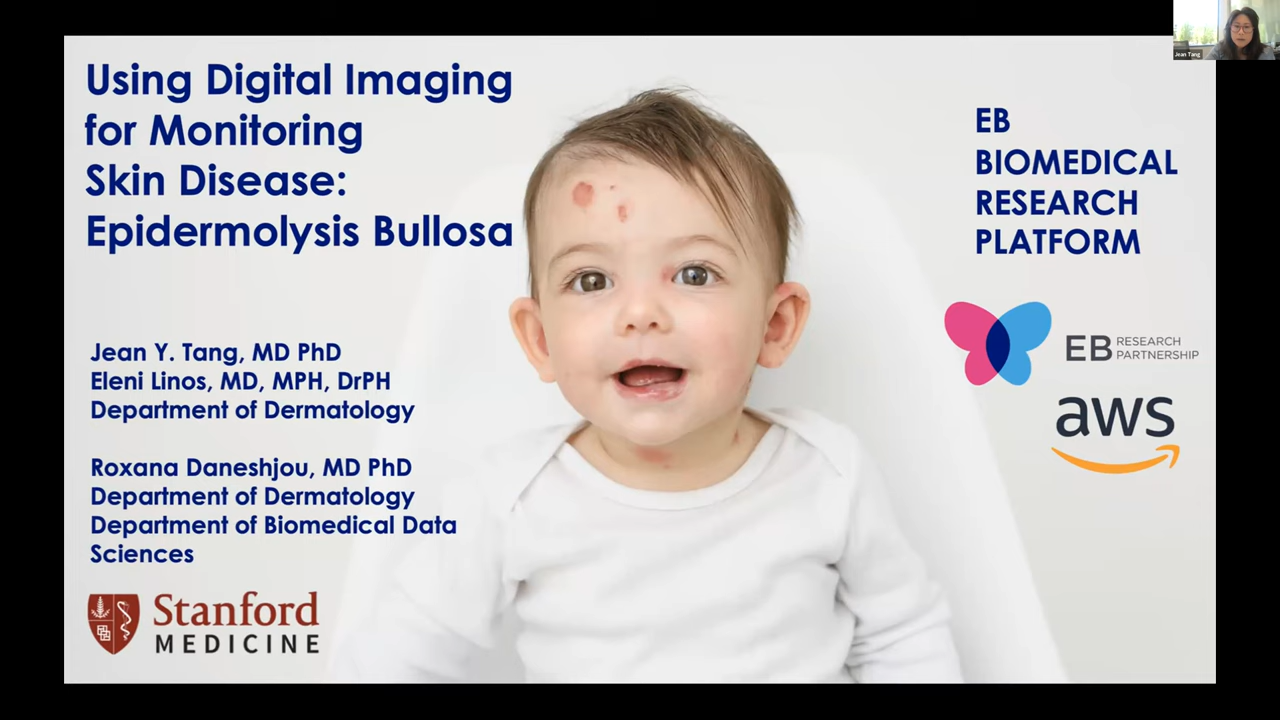 Using Digital Imaging
for Monitoring
Skin Disease:
Epidermolysis Bullosa
Jean Y. Tang, MD PhD
Eleni Linos, MD, MPH, DrPH
Department of Dermatology
Roxana Daneshjou, MD PhD
Department of Dermatology
Department of Biomedical Data
Sciences
Stanford
MEDICINE
EB
BIOMEDICAL
RESEARCH
PLATFORM
EB RESEARCH
PARTNERSHIP
aws
Jean Tang